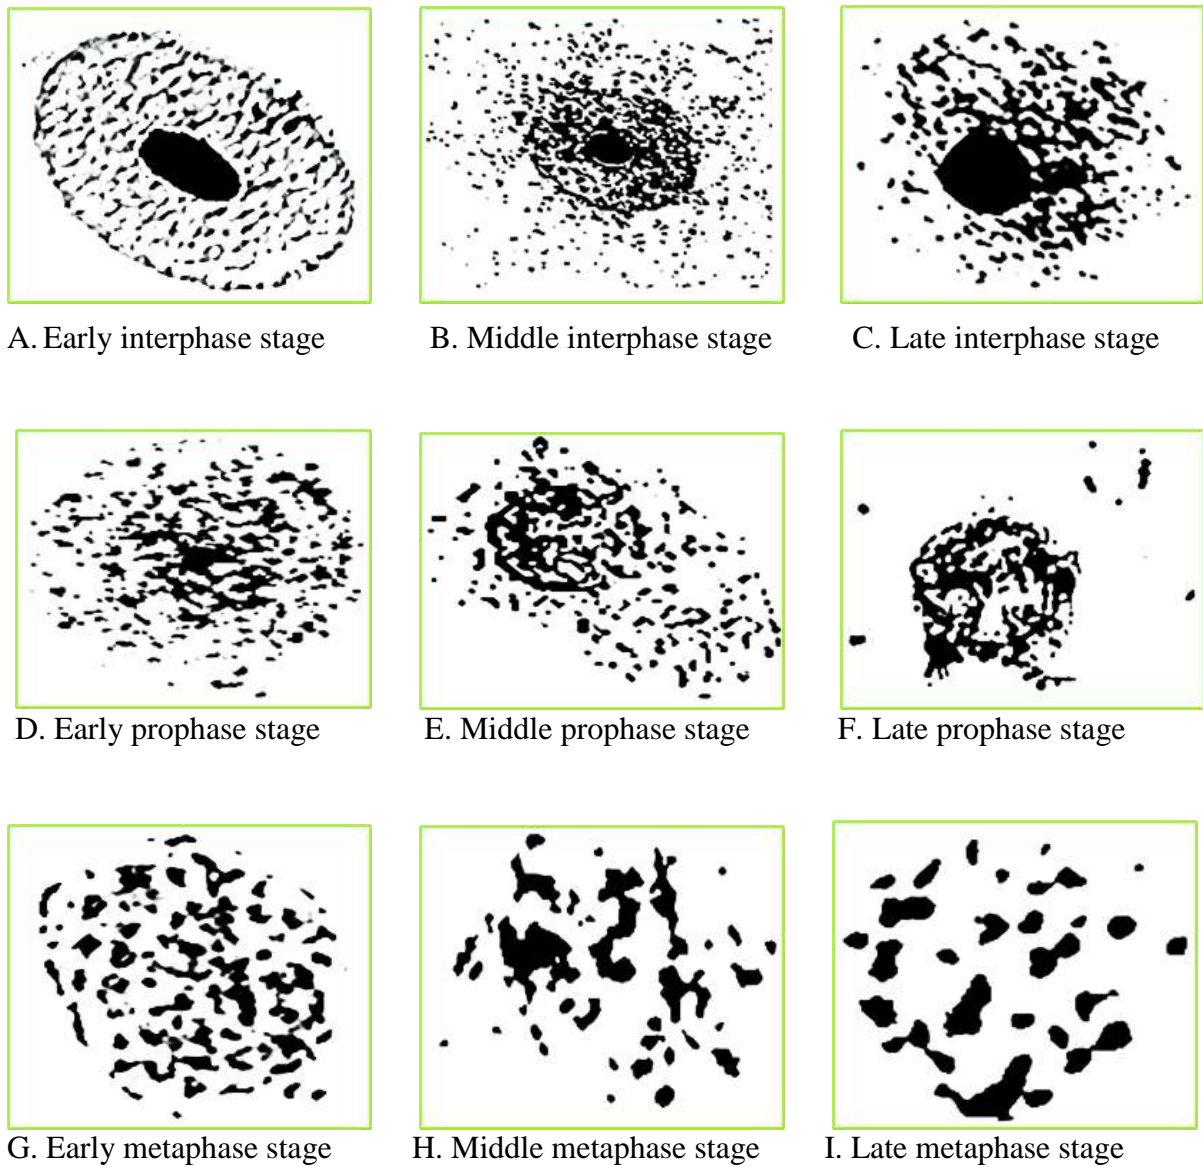 A. Early interphase stage
B. Middle interphase stage
C. Late interphase stage
D. Early prophase stage
E. Middle prophase stage
F. Late prophase stage
G. Early metaphase stage
H. Middle metaphase stage
I. Late metaphase stage